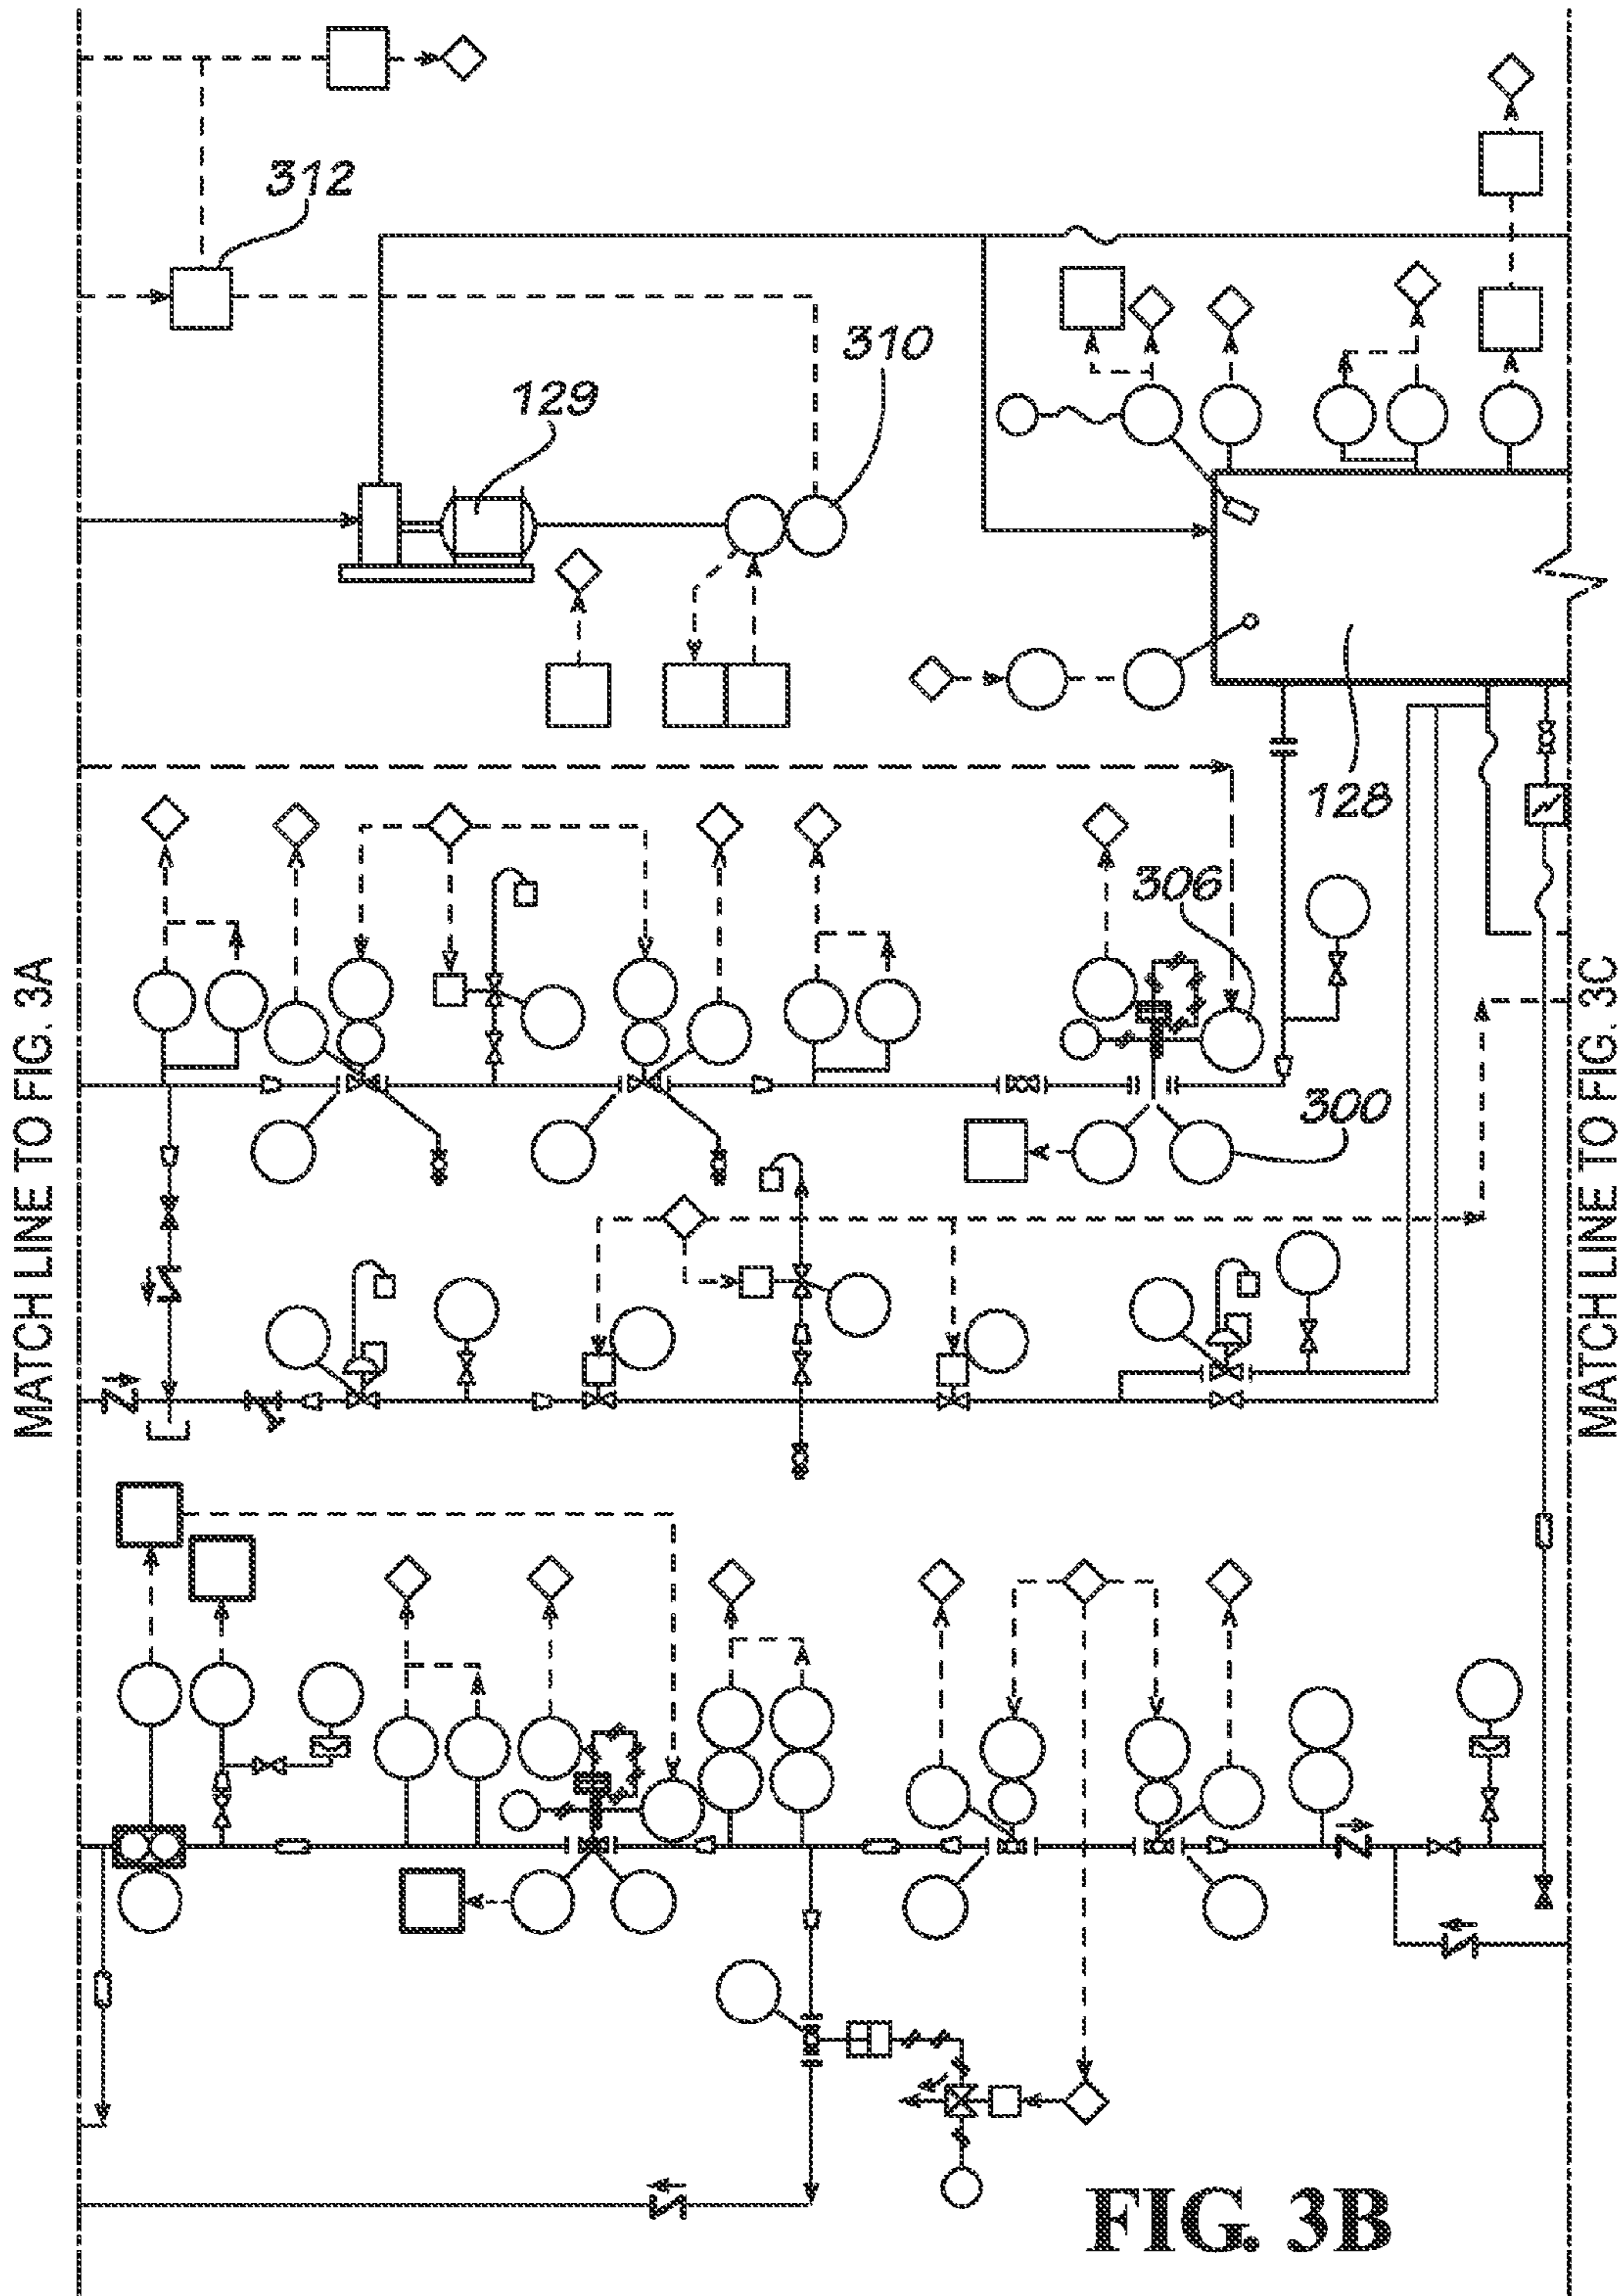 312
310
129
128
306
300
MATCH LINE TO FIG. 3A
MATCH LINE TO FIG. 3C
FIG. 3B